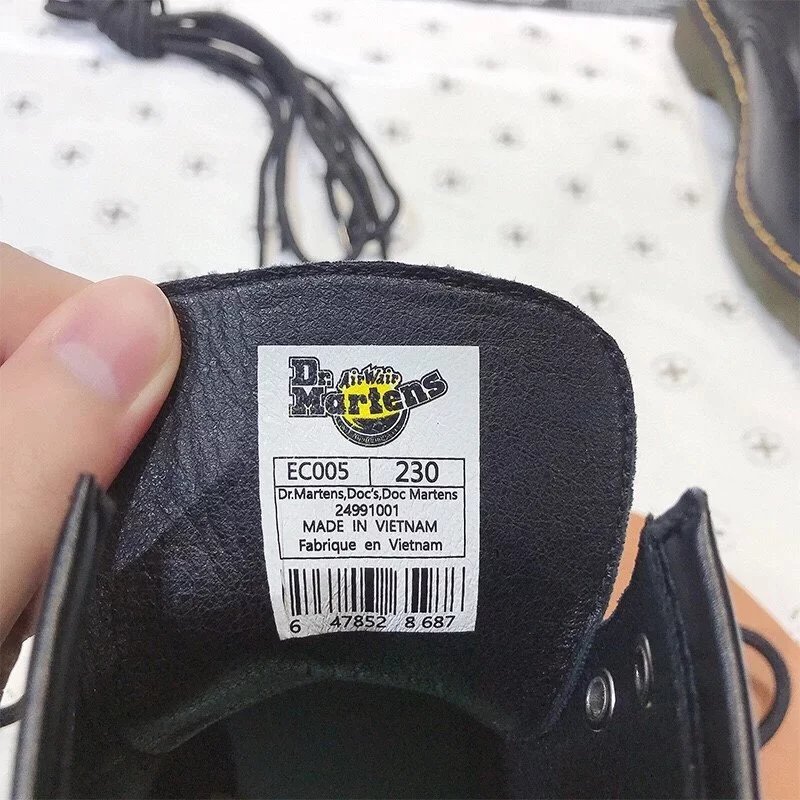 Dr. AirWair
Martens
EC005 230
Dr.Martens,Doc's,Doc Martens
24991001
MADE IN VIETNAM
Fabrique en Vietnam
6 47852 8 687